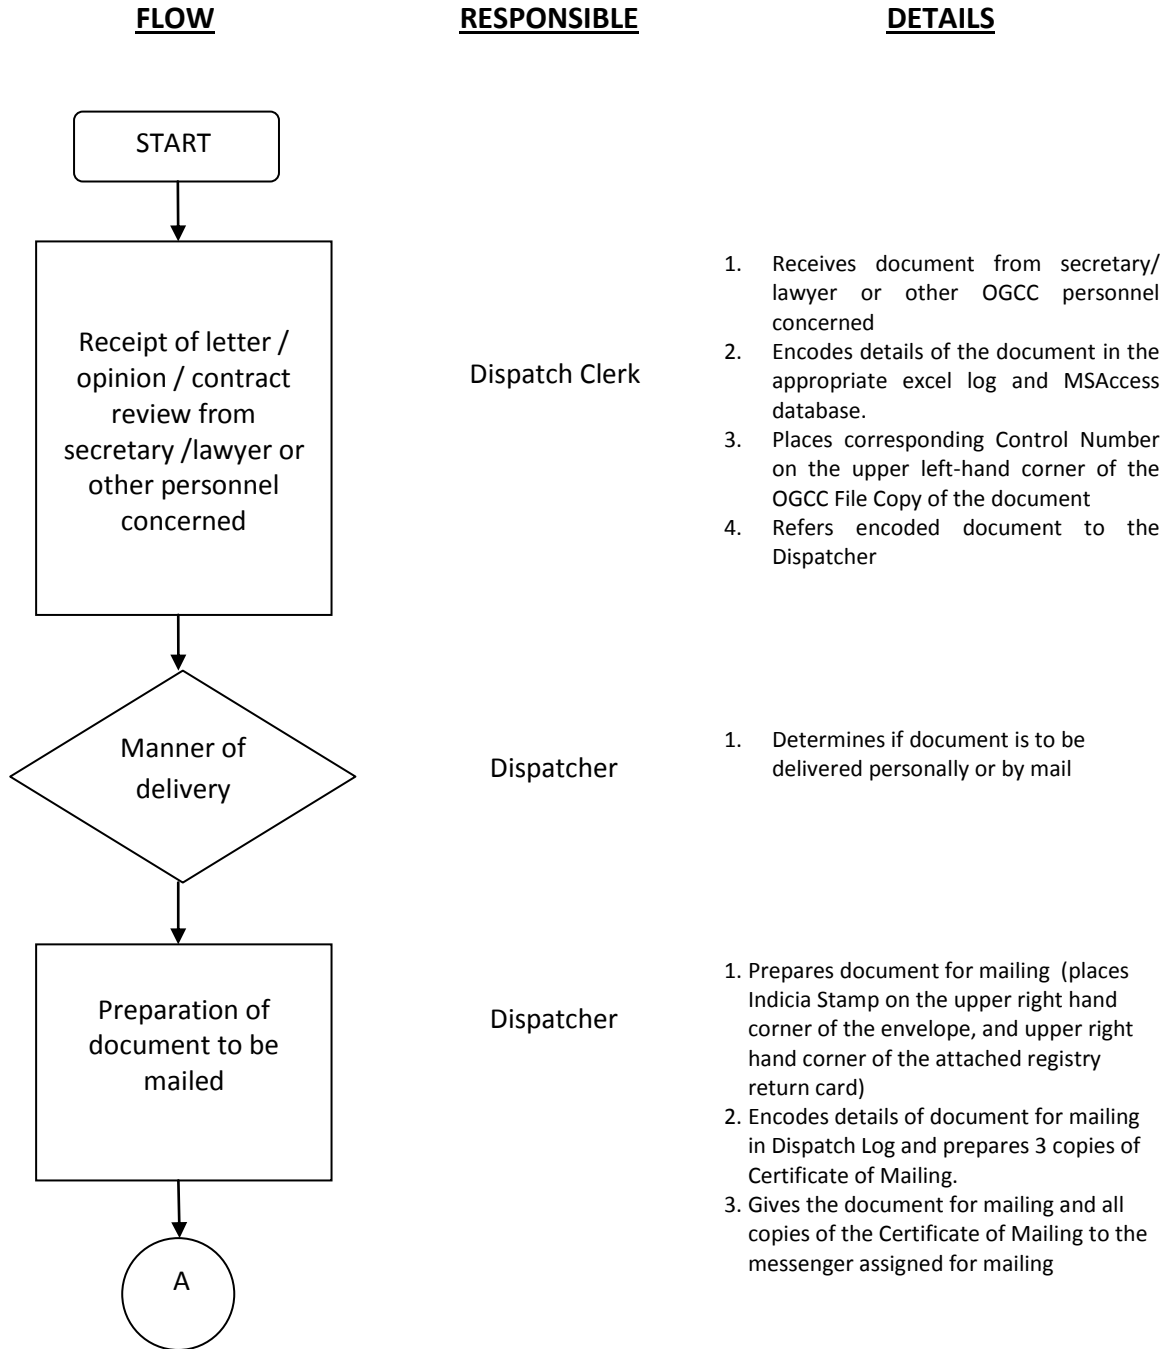 FLOW
RESPONSIBLE
DETAILS
START
Receipt of letter /
opinion / contract
review from
secretary /lawyer or
other personnel
concerned
Dispatch Clerk
1. Receives document from secretary/
lawyer or other OGCC personnel
concerned
2. Encodes details of the document in the
appropriate excel log and MSAccess
database.
3. Places corresponding Control Number
on the upper left-hand corner of the
OGCC File Copy of the document
4. Refers encoded document to the
Dispatcher
Manner of
delivery
Dispatcher
1. Determines if document is to be
delivered personally or by mail
Preparation of
document to be
mailed
Dispatcher
1. Prepares document for mailing (places
Indicia Stamp on the upper right hand
corner of the envelope, and upper right
hand corner of the attached registry
return card)
2. Encodes details of document for mailing
in Dispatch Log and prepares 3 copies of
Certificate of Mailing.
3. Gives the document for mailing and all
copies of the Certificate of Mailing to the
messenger assigned for mailing
A